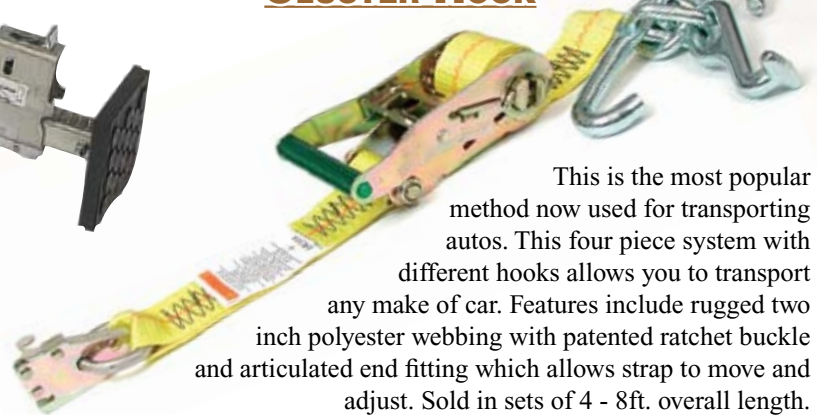 This is the most popular
method now used for transporting
autos. This four piece system with
different hooks allows you to transport
any make of car. Features include rugged two
inch polyester webbing with patented ratchet buckle
and articulated end fitting which allows strap to move and
adjust. Sold in sets of 4 - 8ft. overall length.